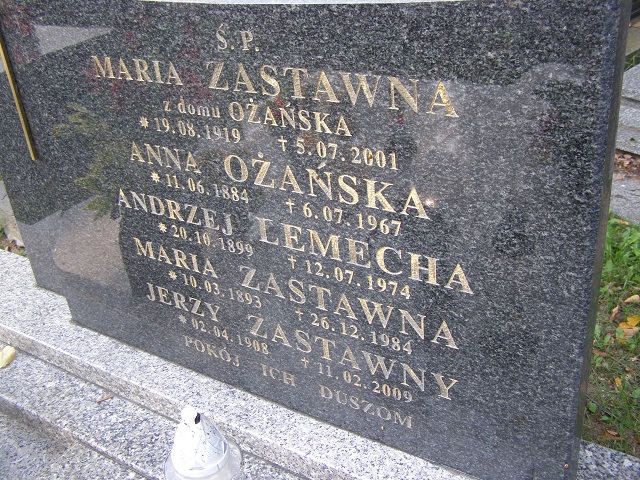 Ś.P.
MARIA ZASTAWNA
z domu OŻAŃSKA
* 19.08.1919 † 5.07.2001
ANNA OŻAŃSKA
* 11.06.1884 † 6.07.1967
ANDRZEJ LEMECHA
* 20.10.1899 † 12.07.1974
MARIA ZASTAWNA
* 10.03.1893 † 26.12.1984
JERZY ZASTAWNY
* 02.04.1908 † 11.02.2009
POKÓJ ICH DUSZOM